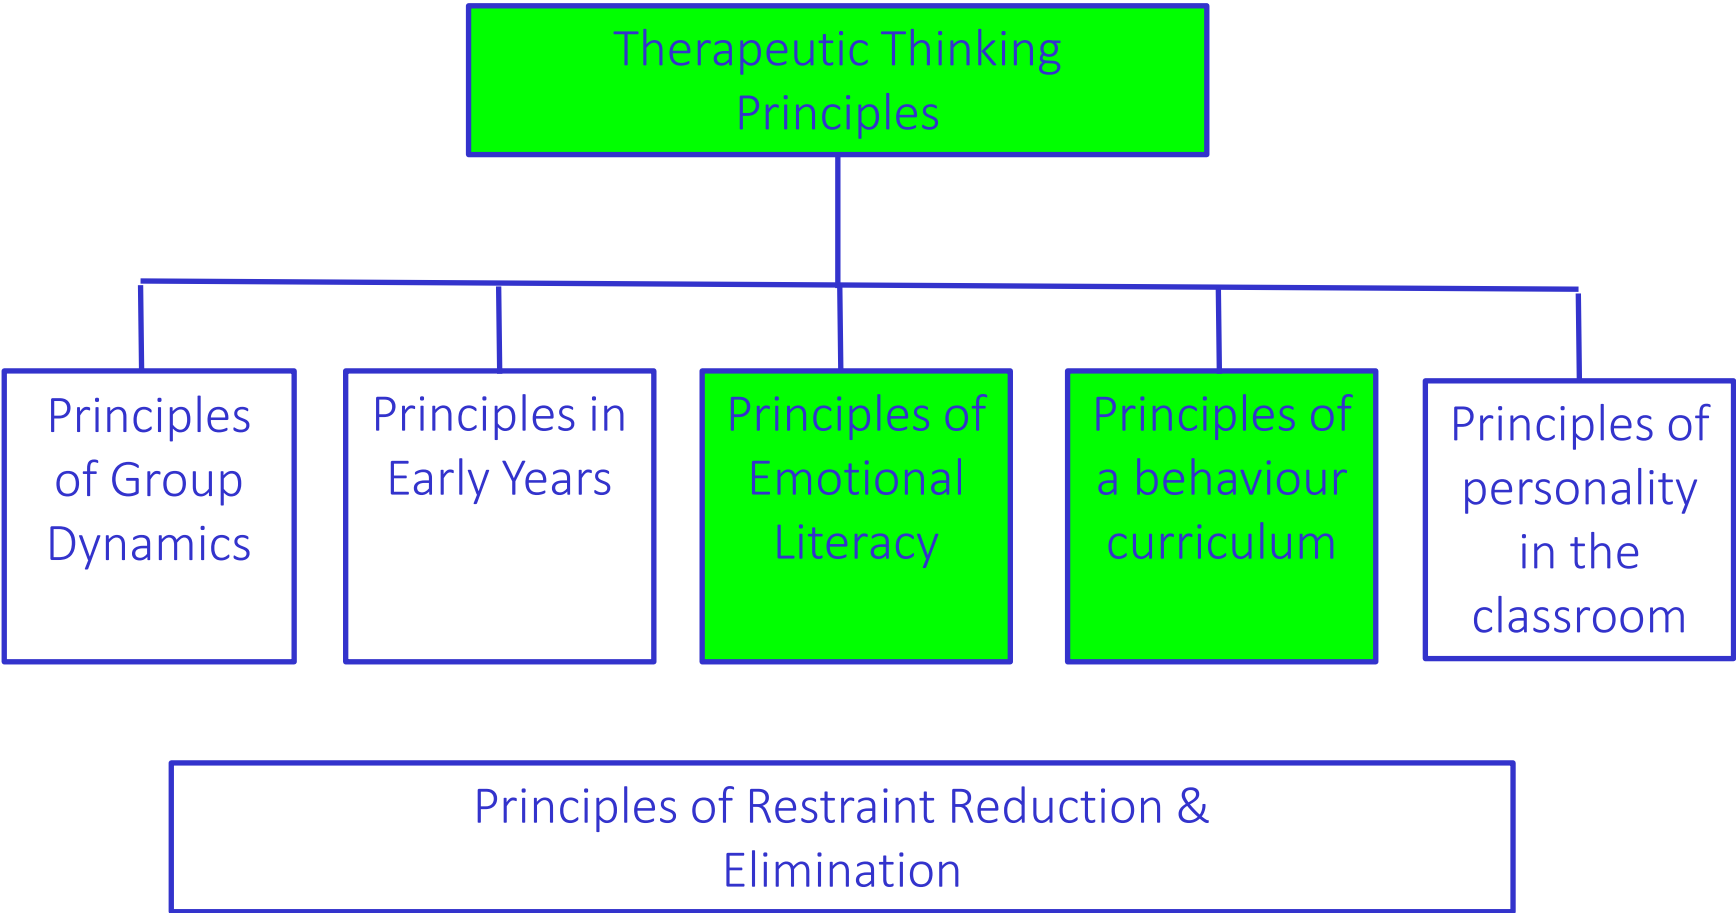 Therapeutic Thinking
Principles
Principles
of Group
Dynamics
Principles in
Early Years
Principles of
Emotional
Literacy
Principles of
a behaviour
curriculum
Principles of
personality
in the
classroom
Principles of Restraint Reduction &
Elimination